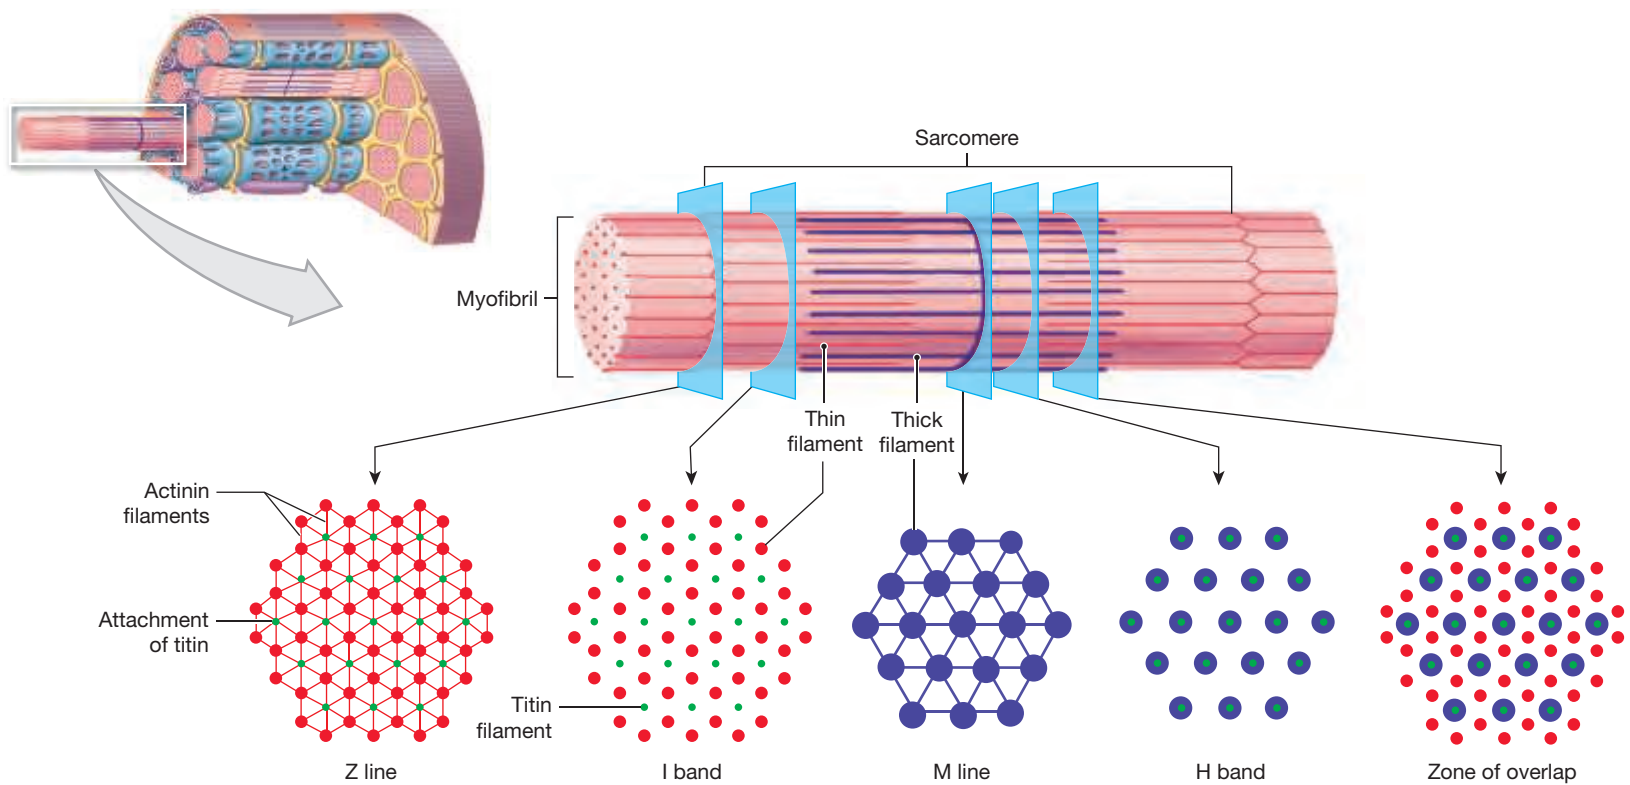 Sarcomere
Myofibril
Thin
filament
Thick
filament
Actinin
filaments
Attachment
of titin
Titin
filament
Z line
I band
M line
H band
Zone of overlap